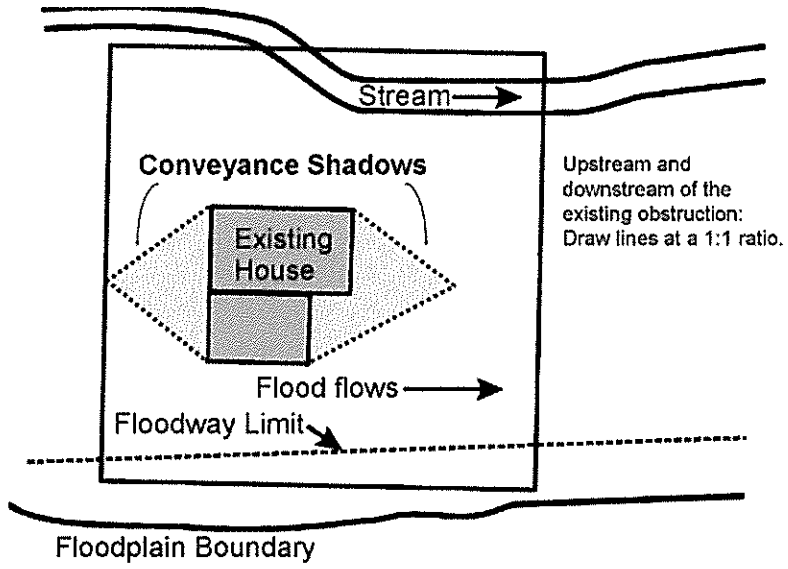 Stream
Conveyance Shadows
Upstream and
downstream of the
existing obstruction:
Draw lines at a 1:1 ratio.
Existing
House
Flood flows
Floodway Limit
Floodplain Boundary